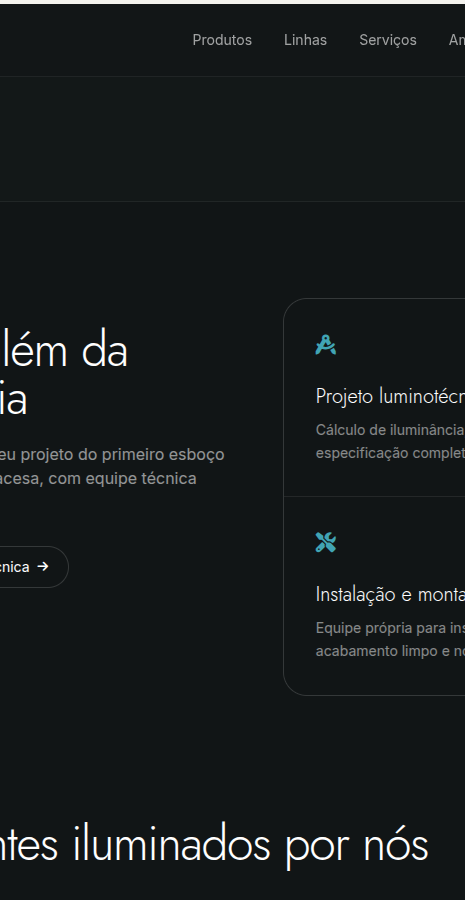 Produtos Linhas Serviços
lém da
ia
eu projeto do primeiro esboço
acesa, com equipe técnica
cnica →
Projeto luminotécn
Cálculo de iluminância
especificação complet
Instalação e monta
Equipe própria para ins
acabamento limpo e no
ntes iluminados por nós